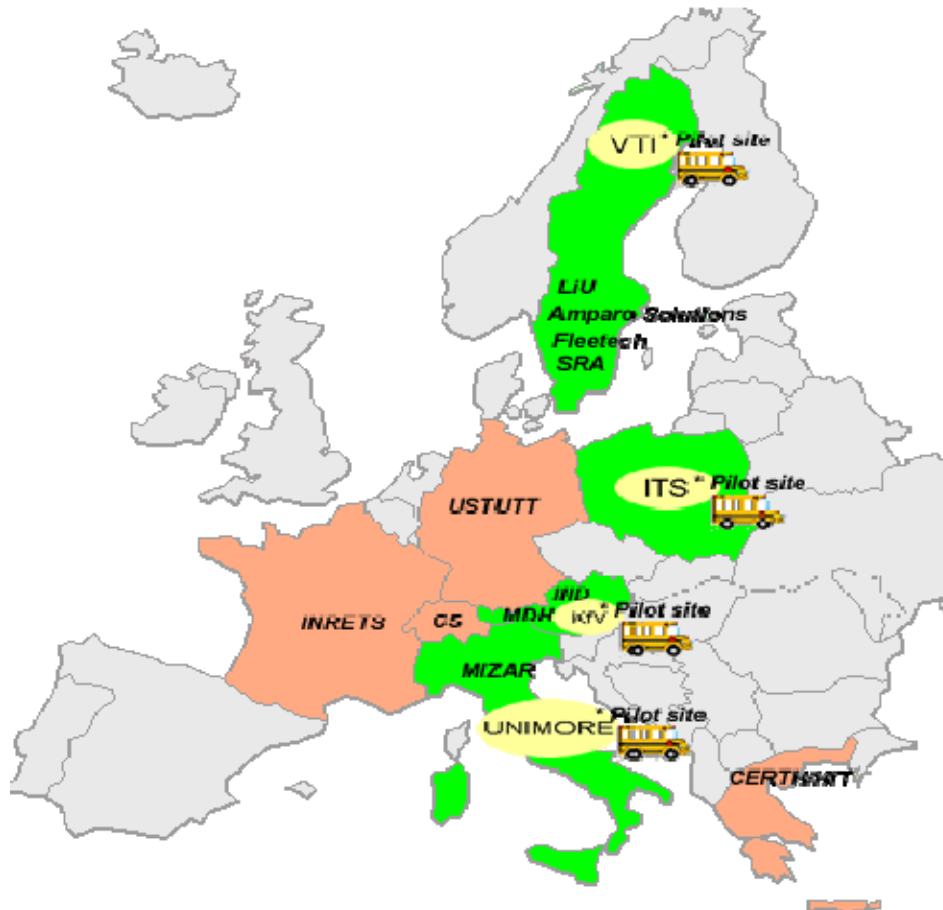 VTI
* Pilot site
LiU
Amparo Solutions
Fleetech
SRA
ITS
* Pilot site
USTUTT
IND
INRETS
CS
MDH
KfV
* Pilot site
MIZAR
UNIMORE
* Pilot site